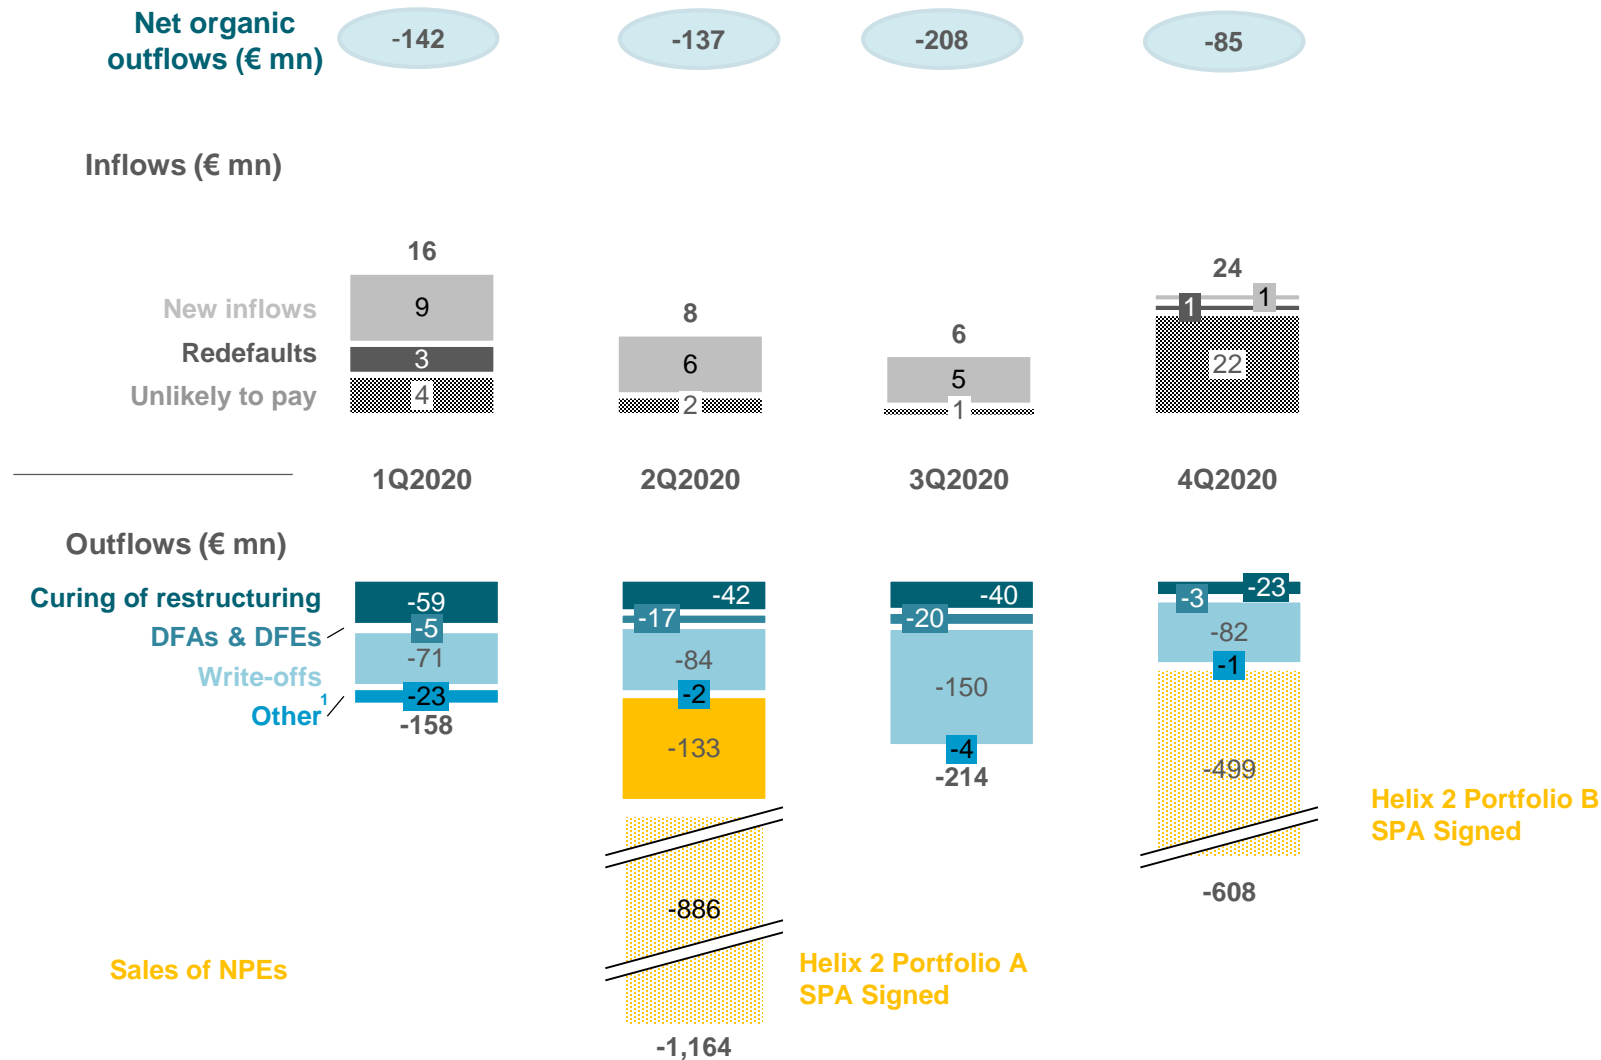 Net organic
outflows (€ mn)
-142
-137
-208
-85
Inflows (€ mn)
16
8
6
24
New inflows
9
6
5
1
Redefaults
3
1
Unlikely to pay
4
2
1
22
1Q2020
2Q2020
3Q2020
4Q2020
Outflows (€ mn)
Curing of restructuring
-59
-42
-40
-23
DFAs & DFEs
-5
-17
-20
-3
Write-offs
-71
-84
-150
-82
Other1
-23
-2
-4
-1
-158
-133
-214
-499
Helix 2 Portfolio B
SPA Signed
-608
-886
Sales of NPEs
Helix 2 Portfolio A
SPA Signed
-1,164